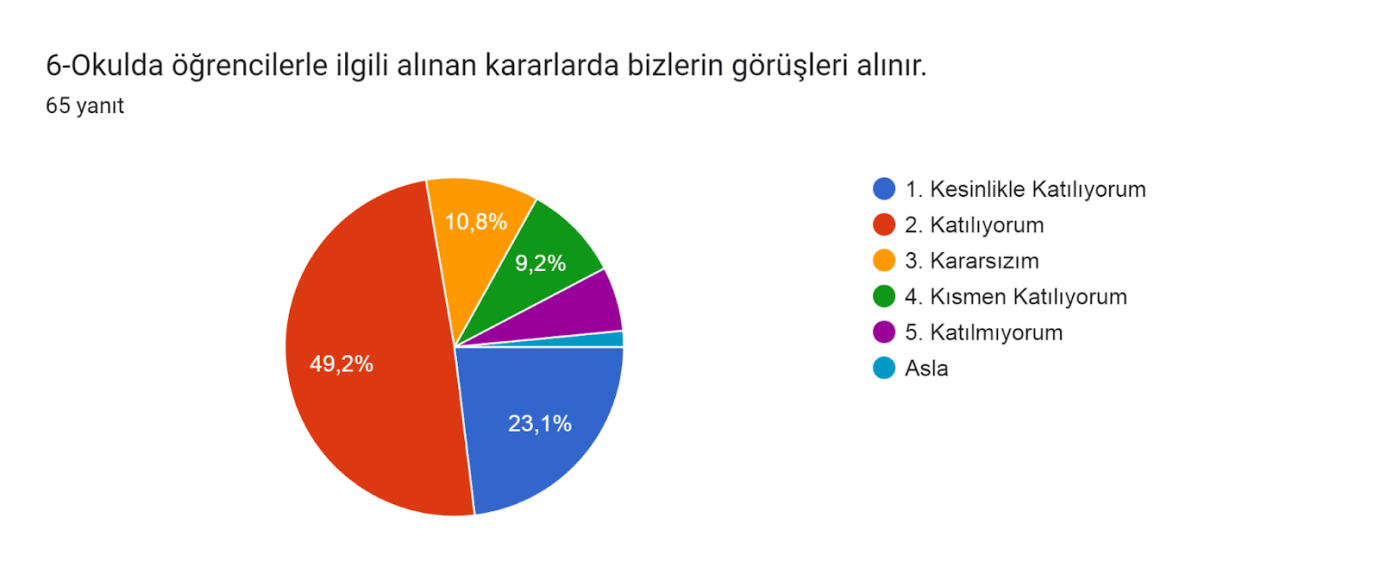 6-Okulda öğrencilerle ilgili alınan kararlarda bizlerin görüşleri alınır.
65 yanıt
10,8%
9,2%
49,2%
23,1%
1. Kesinlikle Katılıyorum
2. Katılıyorum
3. Kararsızım
4. Kısmen Katılıyorum
5. Katılmıyorum
Asla